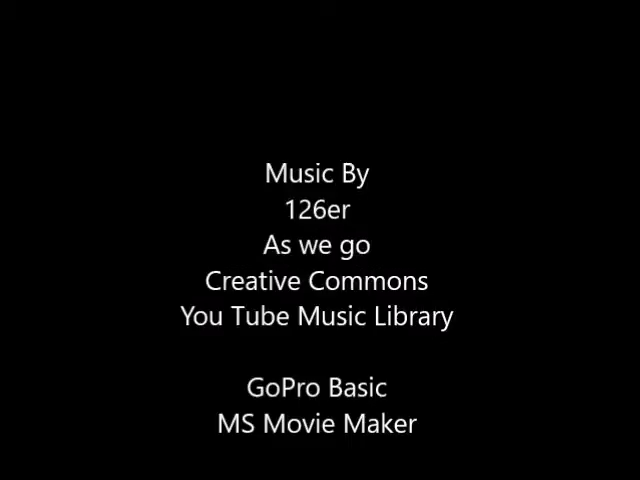 Music By
126er
As we go
Creative Commons
You Tube Music Library
GoPro Basic
MS Movie Maker